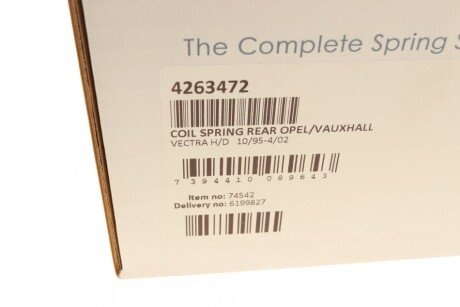 The Complete Spring S
4263472
COIL SPRING REAR OPEL/VAUXHALL
VECTRA H/D 10/95-4/02
7 394410 089643
Item no: 74542
Delivery no: 6199827